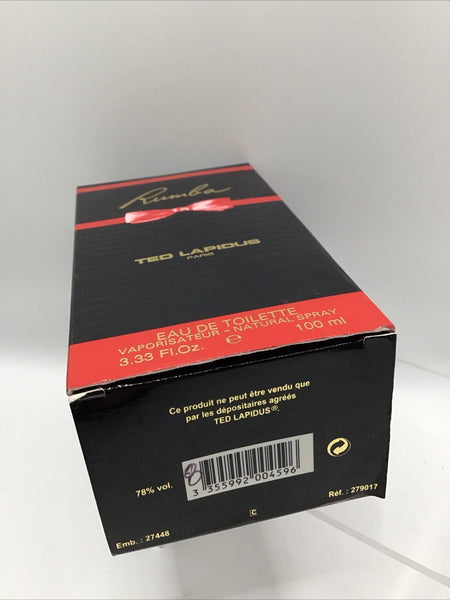 Rumba
TED LAPIDUS
PARIS
EAU DE TOILETTE
VAPORISATEUR - NATURAL SPRAY
3.33 Fl.Oz. e 100 ml
Ce produit ne peut être vendu que
par les dépositaires agréés
TED LAPIDUS®.
78% vol.
3 355992 004596
Réf. : 279017
C
Emb. : 27448